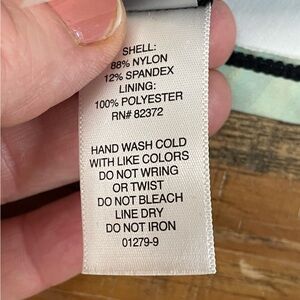 SHELL:
88% NYLON
12% SPANDEX
LINING:
100% POLYESTER
RN# 82372
HAND WASH COLD
WITH LIKE COLORS
DO NOT WRING
OR TWIST
DO NOT BLEACH
LINE DRY
DO NOT IRON
01279-9